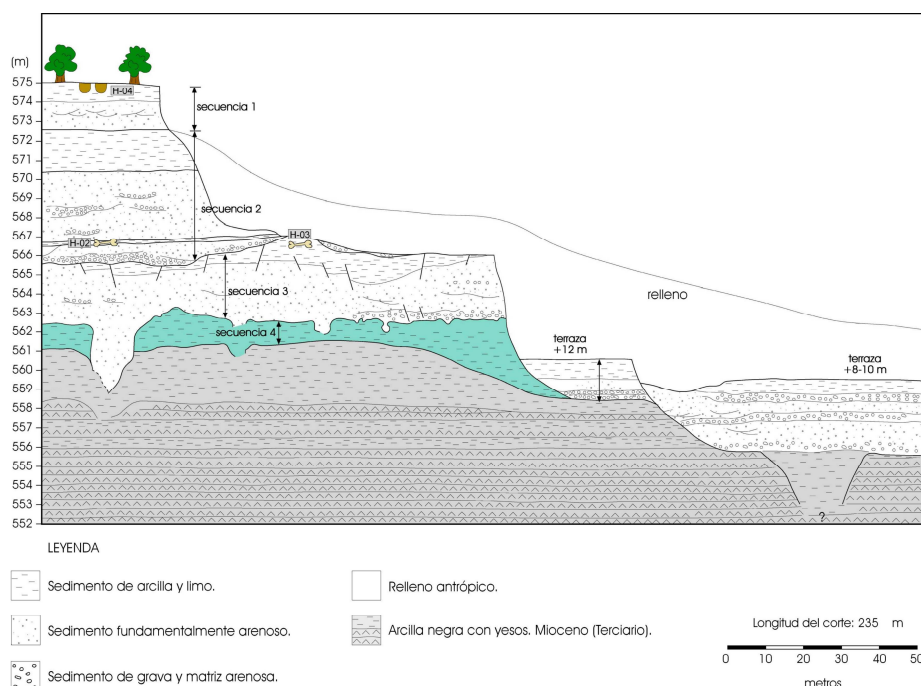 (m)
575
574
573
572
571
570
569
568
567
566
565
564
563
562
561
560
559
558
557
556
555
554
553
552
H-04
secuencia 1
secuencia 2
H-02
H-03
secuencia 3
secuencia 4
relleno
terraza
+12 m
terraza
+8-10 m
?
LEYENDA
Sedimento de arcilla y limo.
Sedimento fundamentalmente arenoso.
Sedimento de grava y matriz arenosa.
Relleno antrópico.
Arcilla negra con yesos. Mioceno (Terciario).
Longitud del corte: 235 m
0 10 20 30 40 50
metros